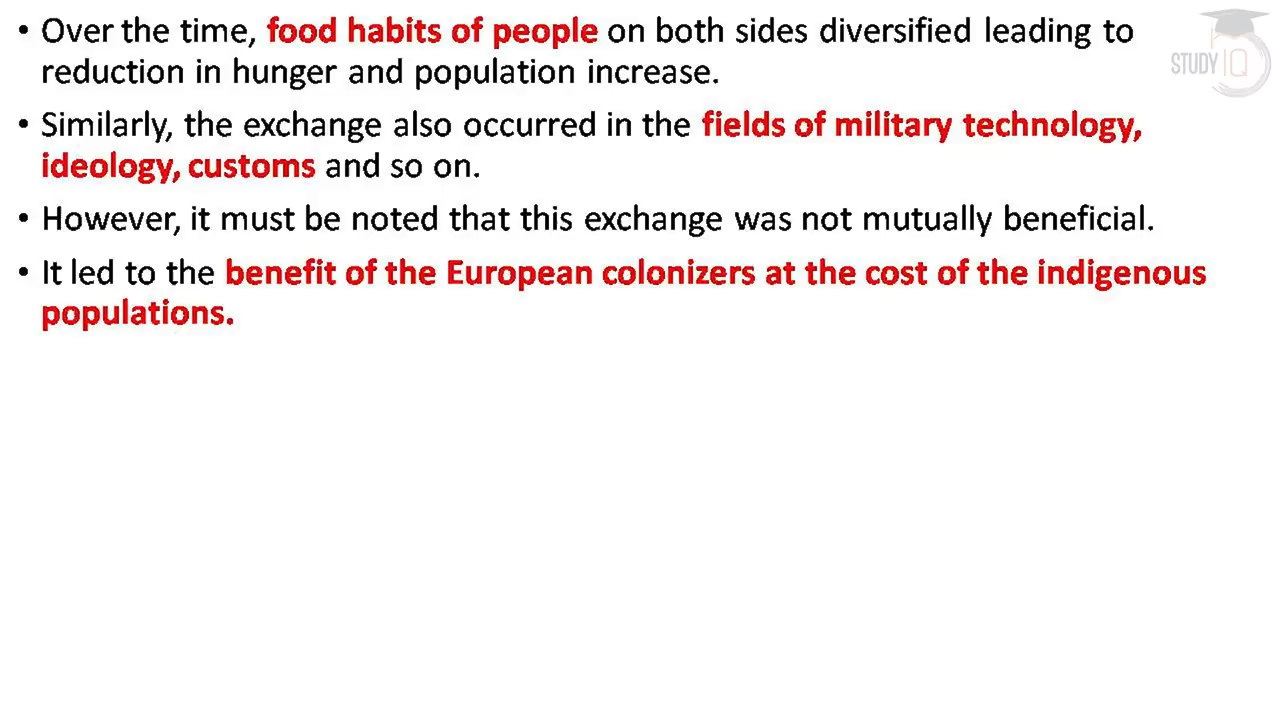 • Over the time, food habits of people on both sides diversified leading to
reduction in hunger and population increase.
• Similarly, the exchange also occurred in the fields of military technology,
ideology, customs and so on.
• However, it must be noted that this exchange was not mutually beneficial.
• It led to the benefit of the European colonizers at the cost of the indigenous
populations.
STUDY IQ